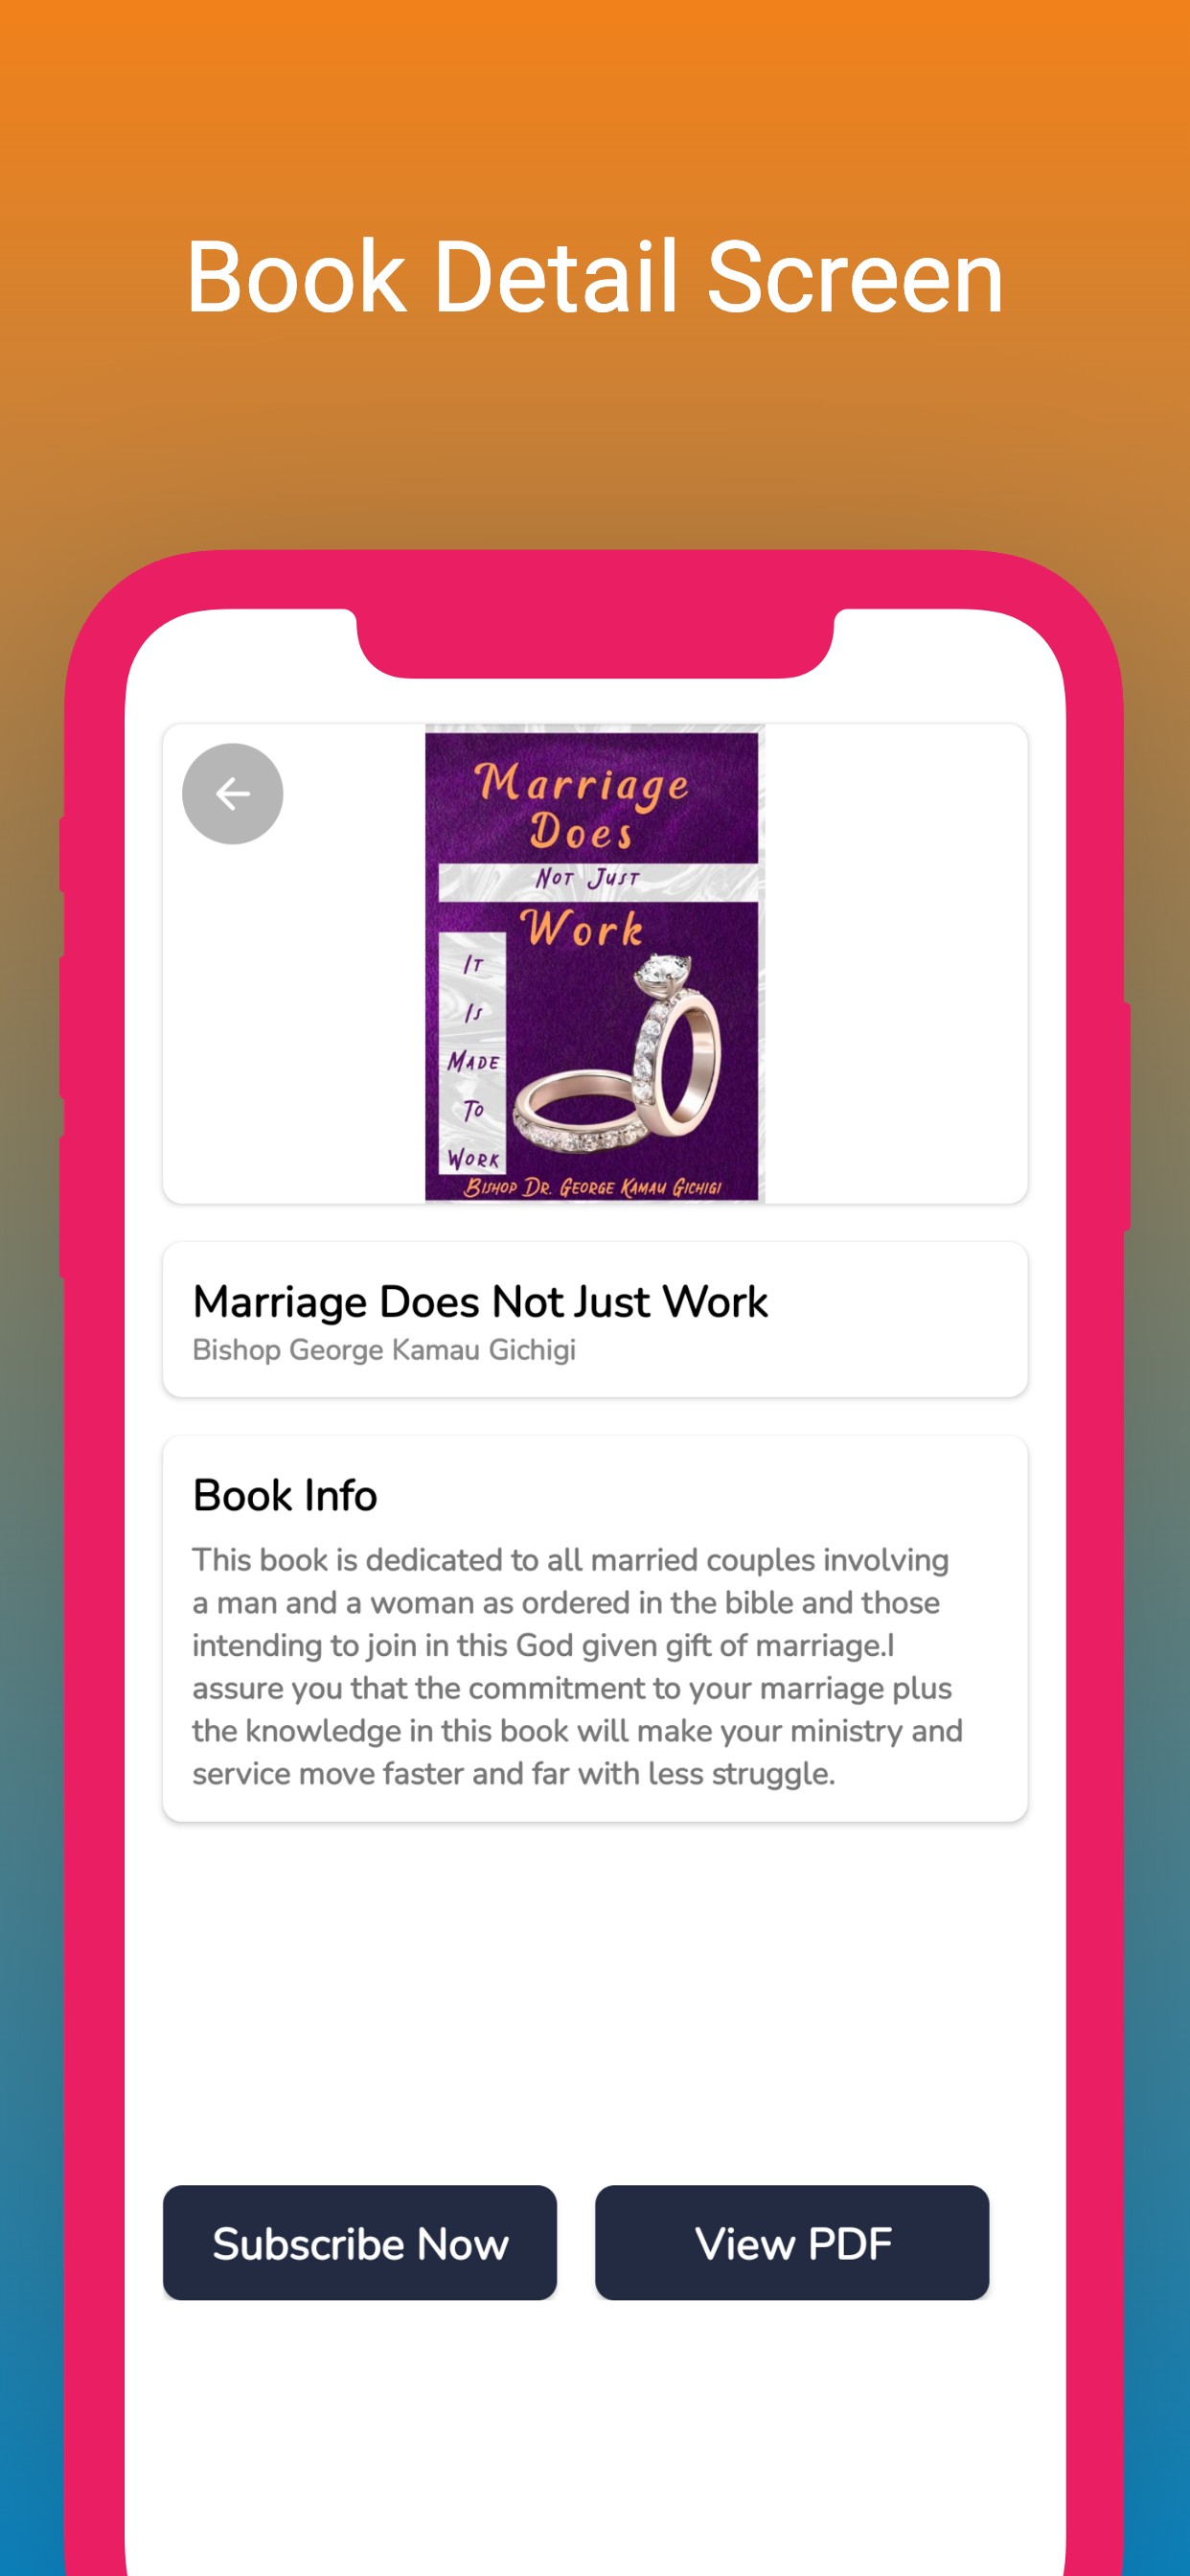 Book Detail Screen
Marriage
Does
Not Just
Work
It
Is
Made
To
Work
Bishop Dr. George Kamau Gichigi
Marriage Does Not Just Work
Bishop George Kamau Gichigi
Book Info
This book is dedicated to all married couples involving
a man and a woman as ordered in the bible and those
intending to join in this God given gift of marriage.I
assure you that the commitment to your marriage plus
the knowledge in this book will make your ministry and
service move faster and far with less struggle.
Subscribe Now
View PDF